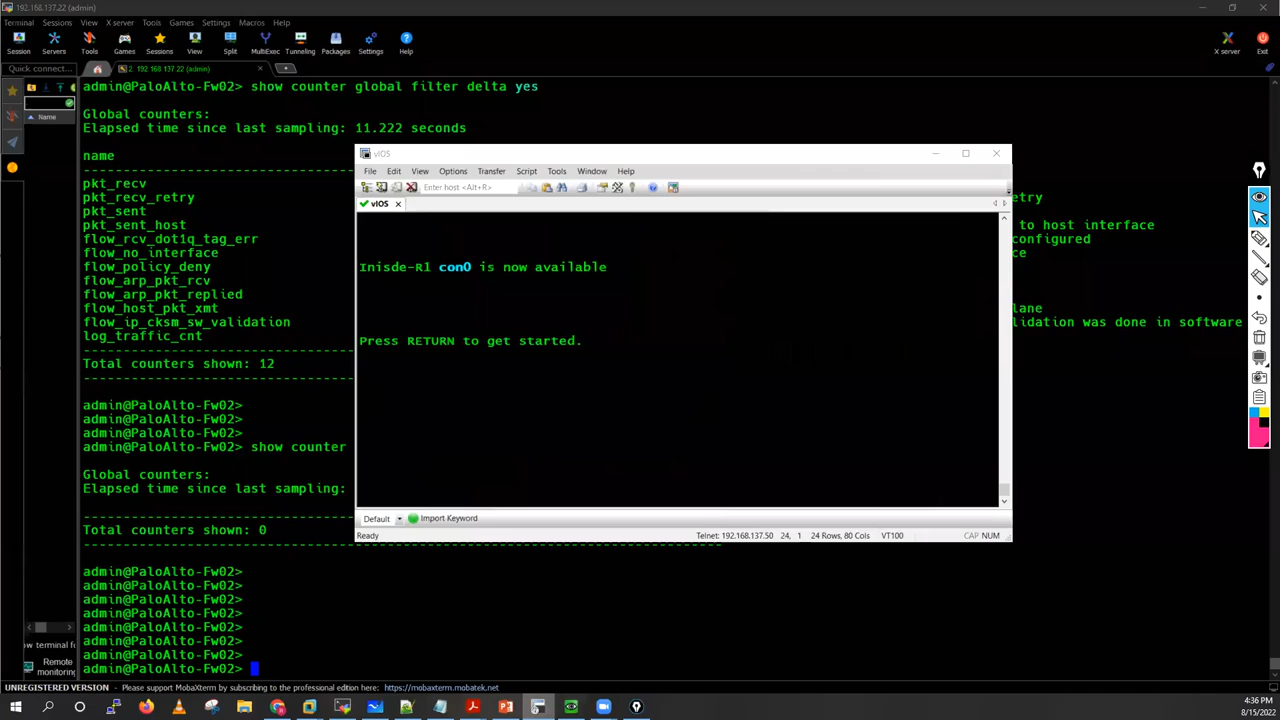 192.168.137.22 (admin)
Terminal Sessions View X server Tools Games Settings Macros Help
Session Servers Tools Games Sessions View Split MultiExec Tunneling Packages Settings Help X server Exit
Quick connect...
2. 192.168.137.22 (admin)
Name
admin@PaloAlto-Fw02> show counter global filter delta yes
Global counters:
Elapsed time since last sampling: 11.222 seconds
name
pkt_recv
pkt_recv_retry
pkt_sent
pkt_sent_host
flow_rcv_dot1q_tag_err
flow_no_interface
flow_policy_deny
flow_arp_pkt_rcv
flow_arp_pkt_replied
flow_host_pkt_xmt
flow_ip_cksm_sw_validation
log_traffic_cnt
Total counters shown: 12
admin@PaloAlto-Fw02>
admin@PaloAlto-Fw02>
admin@PaloAlto-Fw02>
admin@PaloAlto-Fw02> show counter
Global counters:
Elapsed time since last sampling:
Total counters shown: 0
admin@PaloAlto-Fw02>
admin@PaloAlto-Fw02>
admin@PaloAlto-Fw02>
admin@PaloAlto-Fw02>
admin@PaloAlto-Fw02>
admin@PaloAlto-Fw02>
admin@PaloAlto-Fw02>
admin@PaloAlto-Fw02>
etry
to host interface
configured
ce
lane
lidation was done in software
vIOS
File Edit View Options Transfer Script Tools Window Help
Enter host <Alt+R>
vIOS
Inisde-R1 con0 is now available
Press RETURN to get started.
Default Import Keyword
Ready Telnet: 192.168.137.50 24, 1 24 Rows, 80 Cols VT100 CAP NUM
ow terminal fo
Remote
monitoring
UNREGISTERED VERSION - Please support MobaXterm by subscribing to the professional edition here: https://mobaxterm.mobatek.net
4:36 PM
8/15/2022